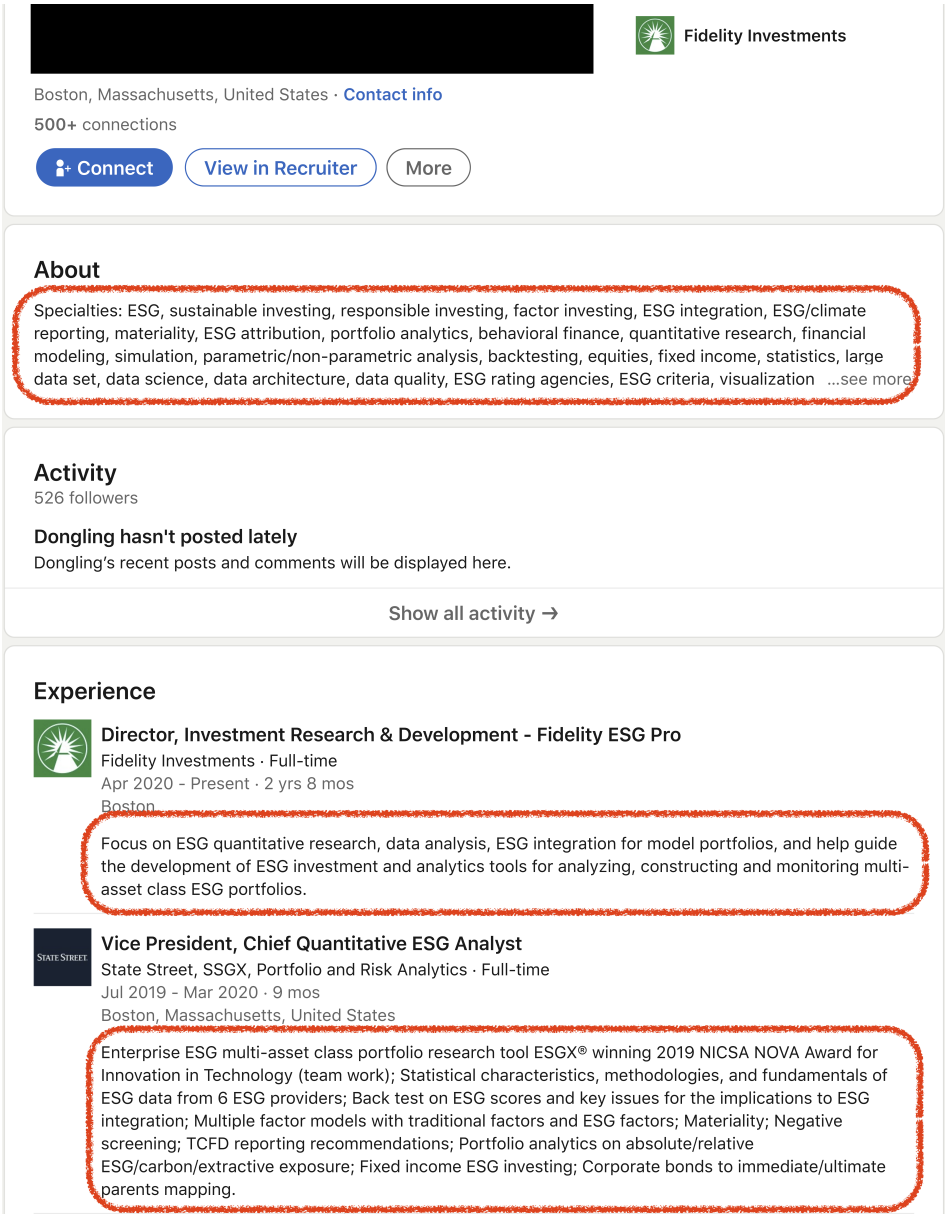 Fidelity Investments
Boston, Massachusetts, United States · Contact info
500+ connections
Connect
View in Recruiter
More
About
Specialties: ESG, sustainable investing, responsible investing, factor investing, ESG integration, ESG/climate
reporting, materiality, ESG attribution, portfolio analytics, behavioral finance, quantitative research, financial
modeling, simulation, parametric/non-parametric analysis, backtesting, equities, fixed income, statistics, large
data set, data science, data architecture, data quality, ESG rating agencies, ESG criteria, visualization ...see more
Activity
526 followers
Dongling hasn't posted lately
Dongling’s recent posts and comments will be displayed here.
Show all activity →
Experience
Director, Investment Research & Development - Fidelity ESG Pro
Fidelity Investments · Full-time
Apr 2020 - Present · 2 yrs 8 mos
Boston
Focus on ESG quantitative research, data analysis, ESG integration for model portfolios, and help guide
the development of ESG investment and analytics tools for analyzing, constructing and monitoring multi-
asset class ESG portfolios.
STATE STREET.
Vice President, Chief Quantitative ESG Analyst
State Street, SSGX, Portfolio and Risk Analytics · Full-time
Jul 2019 - Mar 2020 · 9 mos
Boston, Massachusetts, United States
Enterprise ESG multi-asset class portfolio research tool ESGX® winning 2019 NICSA NOVA Award for
Innovation in Technology (team work); Statistical characteristics, methodologies, and fundamentals of
ESG data from 6 ESG providers; Back test on ESG scores and key issues for the implications to ESG
integration; Multiple factor models with traditional factors and ESG factors; Materiality; Negative
screening; TCFD reporting recommendations; Portfolio analytics on absolute/relative
ESG/carbon/extractive exposure; Fixed income ESG investing; Corporate bonds to immediate/ultimate
parents mapping.